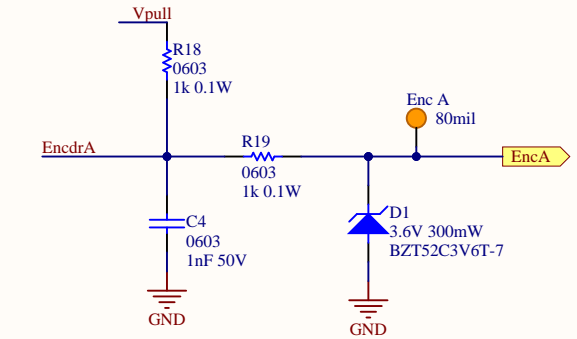 Vpull
R18
0603
1k 0.1W
Enc A
80mil
EncdrA
R19
0603
1k 0.1W
EncA
C4
0603
1nF 50V
D1
3.6V 300mW
BZT52C3V6T-7
GND
GND